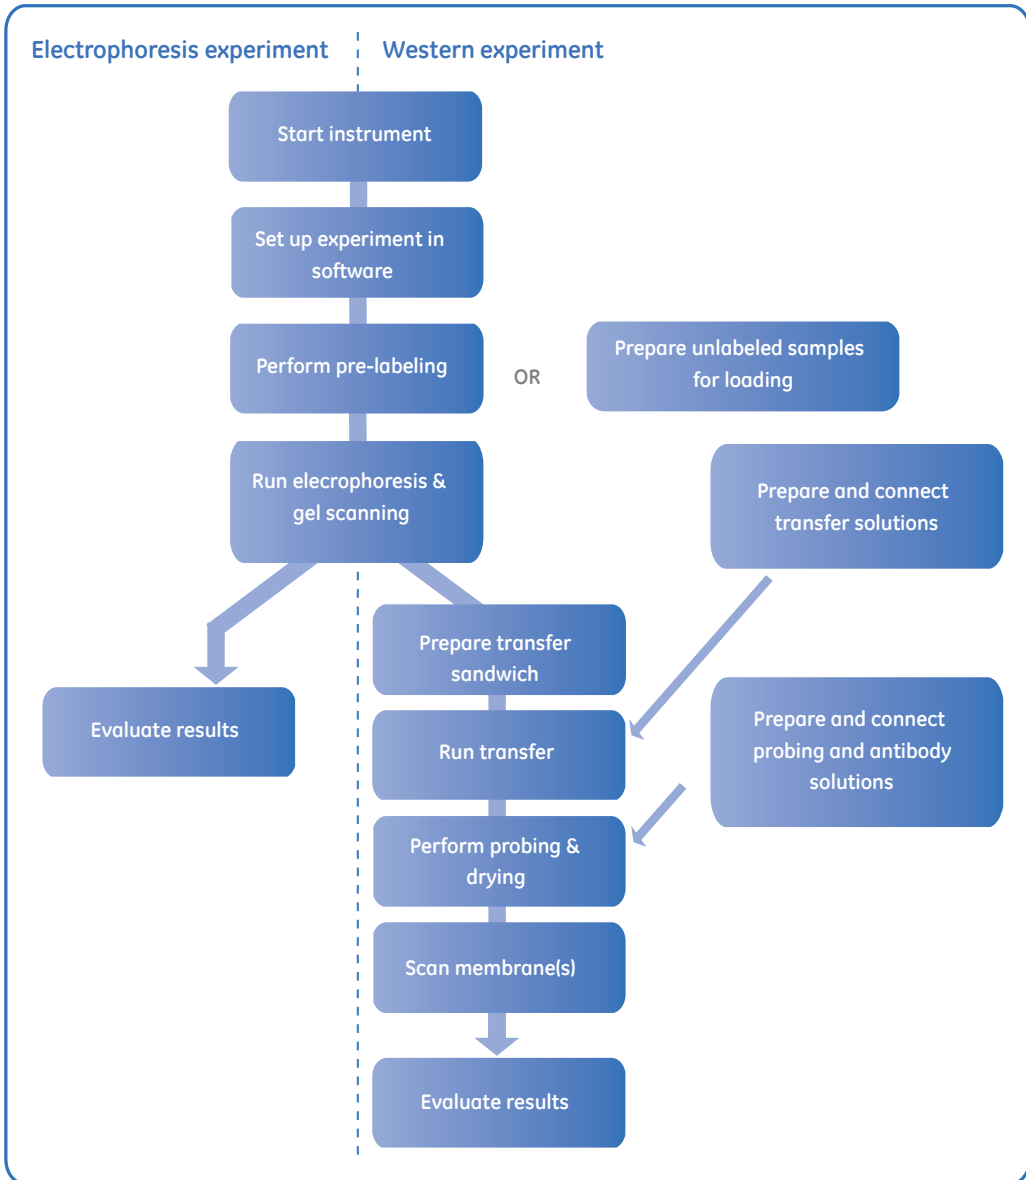 Electrophoresis experiment
Western experiment
Start instrument
Set up experiment in
software
Perform pre-labeling
OR
Prepare unlabeled samples
for loading
Run elecrophoresis &
gel scanning
Prepare and connect
transfer solutions
Prepare transfer
sandwich
Evaluate results
Run transfer
Prepare and connect
probing and antibody
solutions
Perform probing &
drying
Scan membrane(s)
Evaluate results